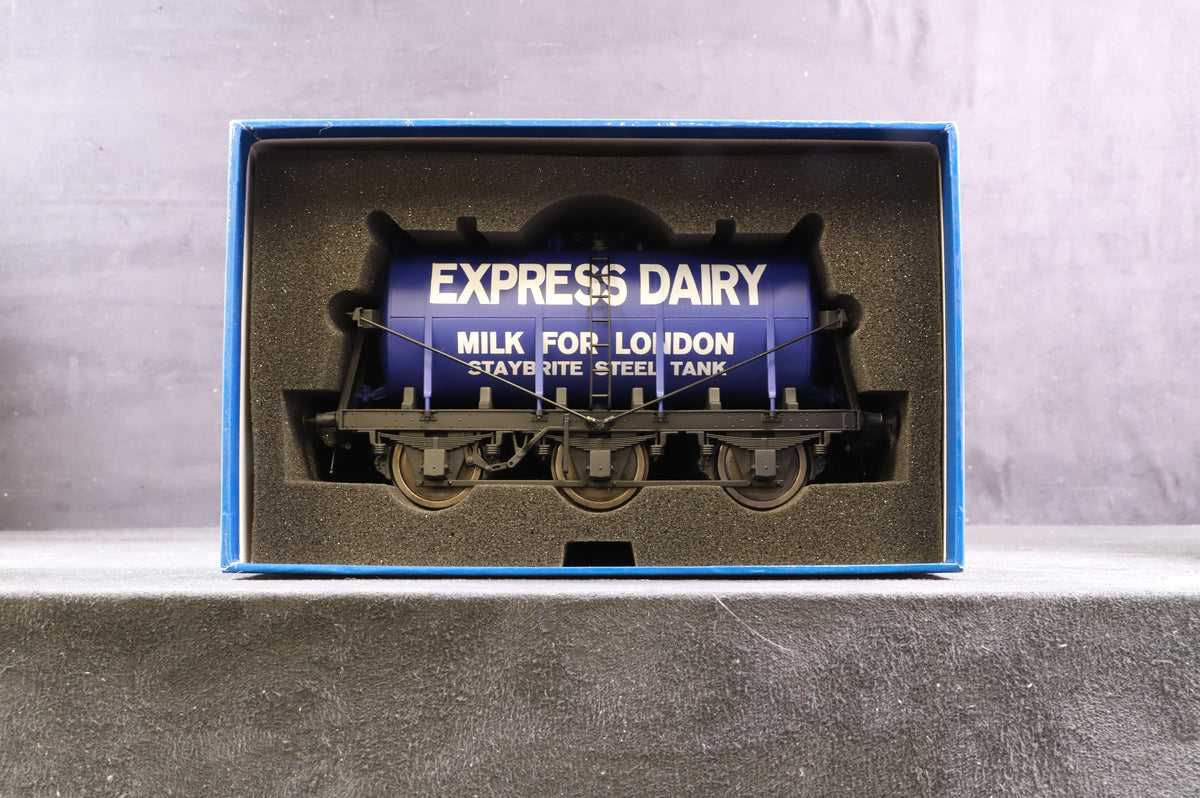 EXPRESS DAIRY
MILK FOR LONDON
STAYBRITE STEEL TANK